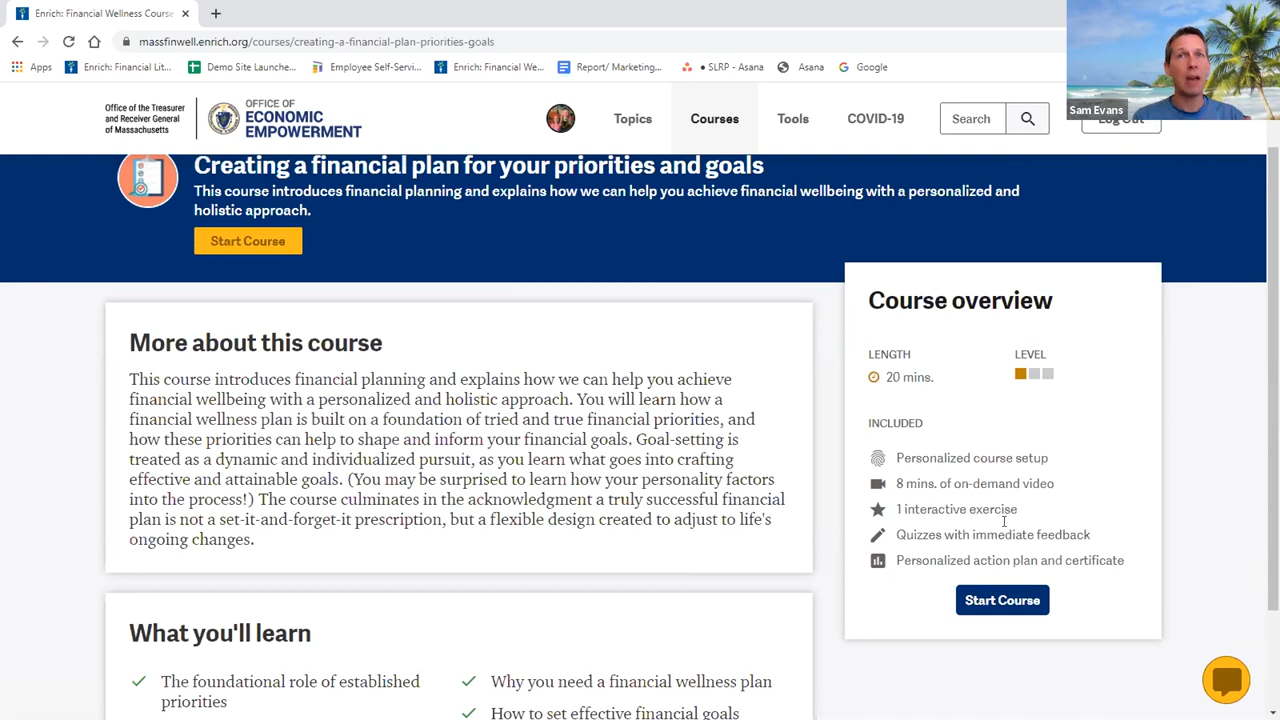 Enrich: Financial Wellness Course
massfinwell.enrich.org/courses/creating-a-financial-plan-priorities-goals
Apps
Enrich: Financial Lit...
Demo Site Launche...
Employee Self-Servi...
Enrich: Financial We...
Report/ Marketing...
• SLRP - Asana
Asana
Google
Sam Evans
Office of the Treasurer
and Receiver General
of Massachusetts
OFFICE OF
ECONOMIC
EMPOWERMENT
Topics
Courses
Tools
COVID-19
Search
Log Out
Creating a financial plan for your priorities and goals
This course introduces financial planning and explains how we can help you achieve financial wellbeing with a personalized and
holistic approach.
Start Course
More about this course
This course introduces financial planning and explains how we can help you achieve
financial wellbeing with a personalized and holistic approach. You will learn how a
financial wellness plan is built on a foundation of tried and true financial priorities, and
how these priorities can help to shape and inform your financial goals. Goal-setting is
treated as a dynamic and individualized pursuit, as you learn what goes into crafting
effective and attainable goals. (You may be surprised to learn how your personality factors
into the process!) The course culminates in the acknowledgment a truly successful financial
plan is not a set-it-and-forget-it prescription, but a flexible design created to adjust to life's
ongoing changes.
Course overview
LENGTH
LEVEL
20 mins.
INCLUDED
Personalized course setup
8 mins. of on-demand video
1 interactive exercise
Quizzes with immediate feedback
Personalized action plan and certificate
Start Course
What you'll learn
The foundational role of established
priorities
Why you need a financial wellness plan
How to set effective financial goals